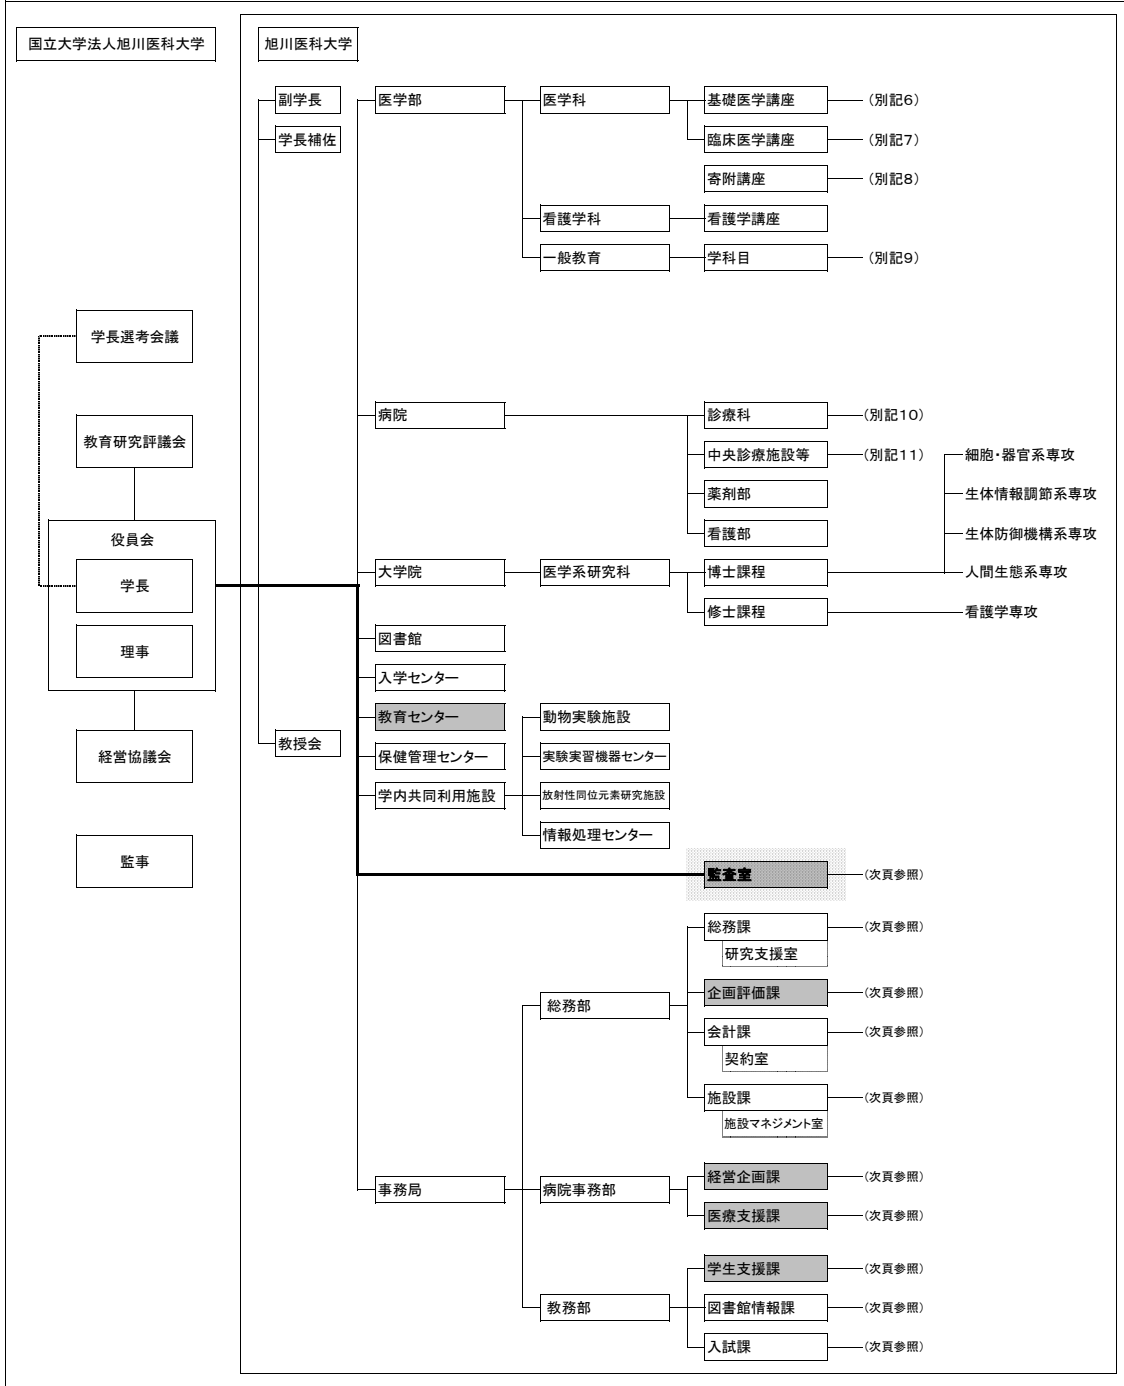 国立大学法人旭川医科大学
旭川医科大学
副学長
医学部
医学科
基礎医学講座
(別記6)
学長補佐
臨床医学講座
(別記7)
寄附講座
(別記8)
看護学科
看護学講座
一般教育
学科目
(別記9)
学長選考会議
病院
診療科
(別記10)
教育研究評議会
中央診療施設等
(別記11)
細胞・器官系専攻
薬剤部
生体情報調節系専攻
役員会
看護部
生体防御機構系専攻
学長
大学院
医学系研究科
博士課程
人間生態系専攻
修士課程
看護学専攻
理事
図書館
入学センター
教育センター
動物実験施設
教授会
経営協議会
保健管理センター
実験実習機器センター
学内共同利用施設
放射性同位元素研究施設
情報処理センター
監事
監査室
(次頁参照)
総務課
(次頁参照)
研究支援室
企画評価課
(次頁参照)
総務部
会計課
(次頁参照)
契約室
施設課
(次頁参照)
施設マネジメント室
経営企画課
(次頁参照)
事務局
病院事務部
医療支援課
(次頁参照)
学生支援課
(次頁参照)
教務部
図書館情報課
(次頁参照)
入試課
(次頁参照)